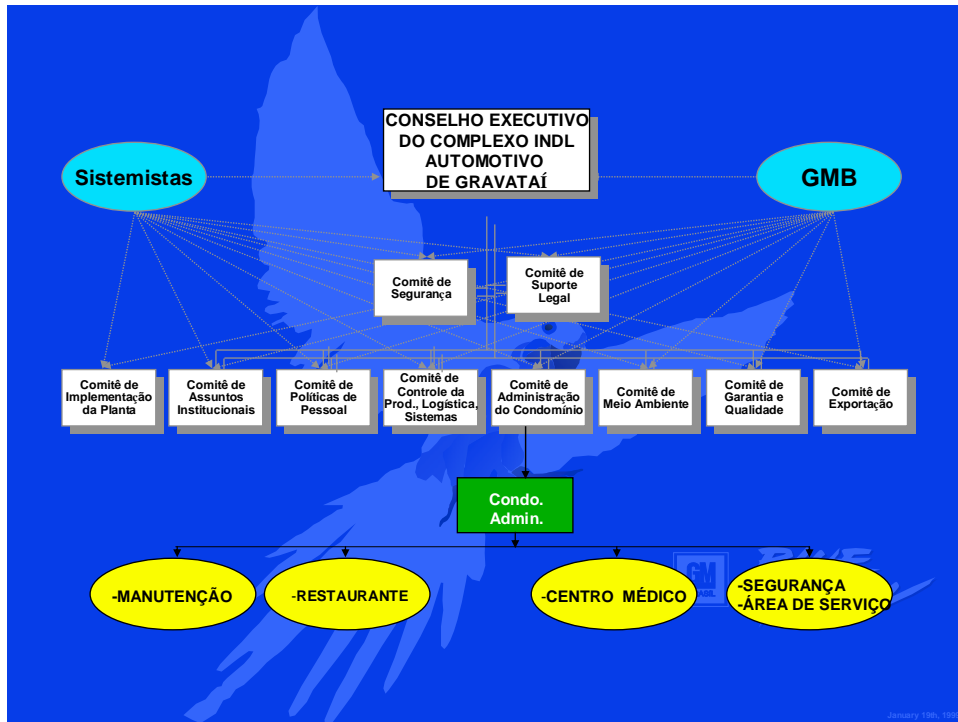 CONSELHO EXECUTIVO
DO COMPLEXO INDL
AUTOMOTIVO
DE GRAVATAÍ
Sistemistas
GMB
Comitê de
Segurança
Comitê de
Suporte
Legal
Comitê de
Implementação
da Planta
Comitê de
Assuntos
Institucionais
Comitê de
Políticas de
Pessoal
Comitê de
Controle da
Prod., Logística,
Sistemas
Comitê de
Administração
do Condomínio
Comitê de
Meio Ambiente
Comitê de
Garantia e
Qualidade
Comitê de
Exportação
Condo.
Admin.
-MANUTENÇÃO
-RESTAURANTE
-CENTRO MÉDICO
-SEGURANÇA
-ÁREA DE SERVIÇO
GM
January 19th,